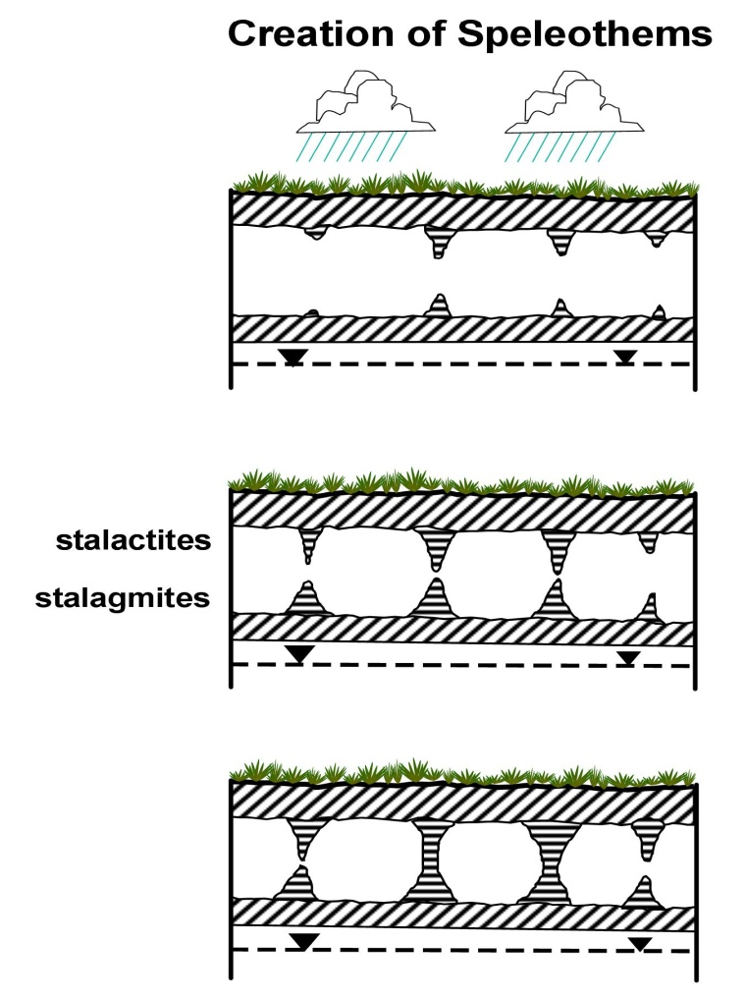 Creation of Speleothems
stalactites
stalagmites